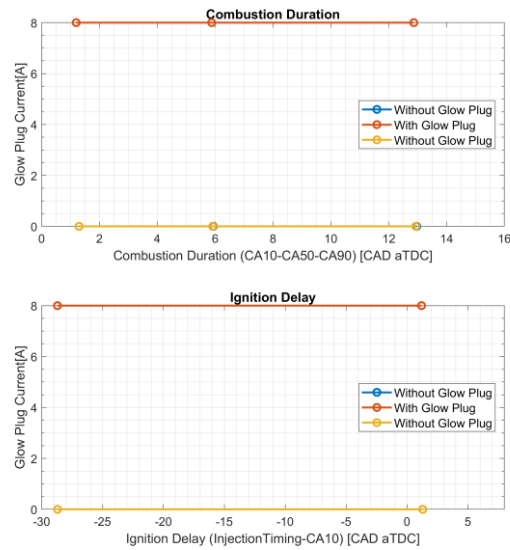 Combustion Duration
8
6
4
2
0
Glow Plug Current[A]
Without Glow Plug
With Glow Plug
Without Glow Plug
0 2 4 6 8 10 12 14 16
Combustion Duration (CA10-CA50-CA90) [CAD aTDC]
Ignition Delay
8
6
4
2
0
Glow Plug Current[A]
Without Glow Plug
With Glow Plug
Without Glow Plug
-30 -25 -20 -15 -10 -5 0 5
Ignition Delay (InjectionTiming-CA10) [CAD aTDC]